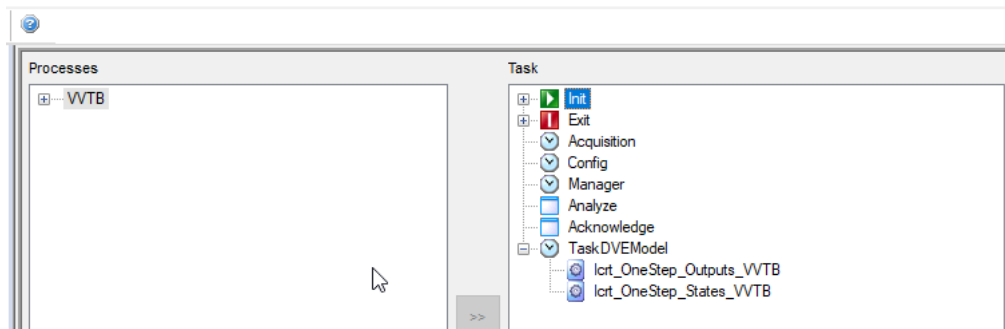 Processes
VVTB
>>
Task
Init
Exit
Acquisition
Config
Manager
Analyze
Acknowledge
TaskDVEModel
lcrt_OneStep_Outputs_VVTB
lcrt_OneStep_States_VVTB